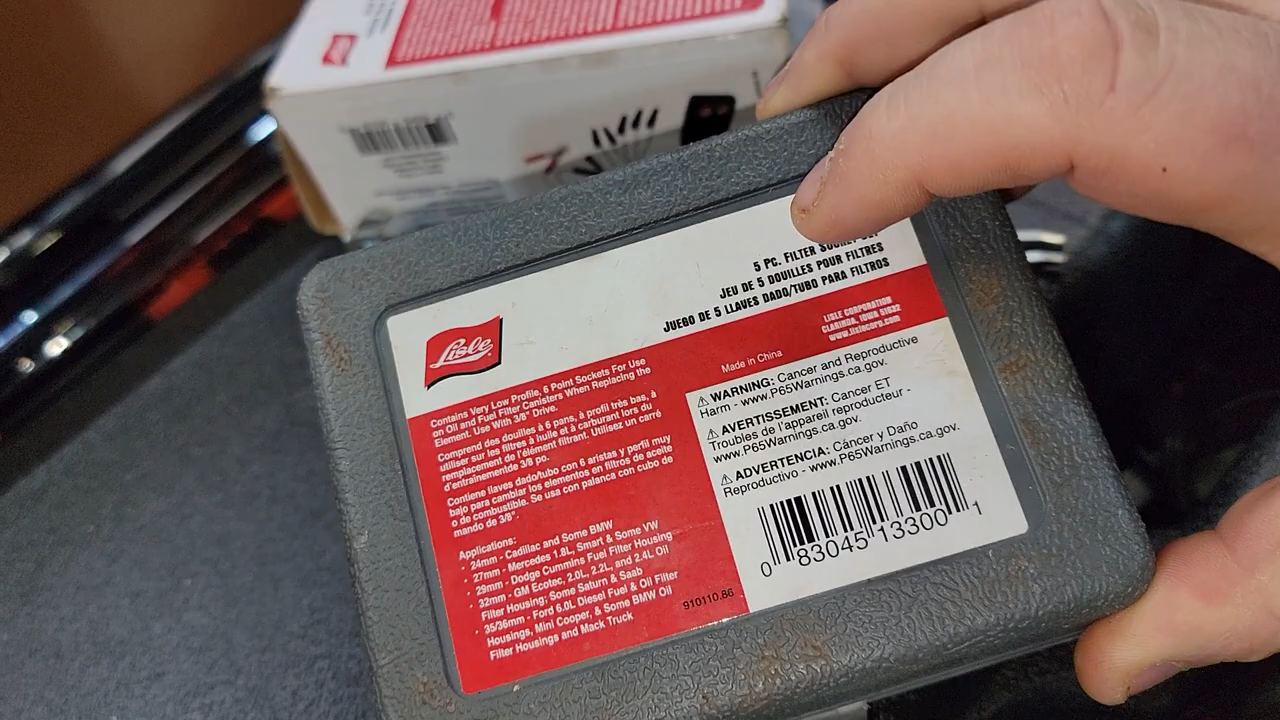 Lisle
5 PC. FILTER SOCKET SET
JEU DE 5 DOUILLES POUR FILTRES
JUEGO DE 5 LLAVES DADO/TUBO PARA FILTROS
LISLE CORPORATION
CLARINDA, IOWA 51632
www.lislecorp.com
Made in China
Contains Very Low Profile, 6 Point Sockets For Use
on Oil and Fuel Filter Canisters When Replacing the
Element. Use With 3/8" Drive.
Comprend des douilles à 6 pans, à profil très bas, à
utiliser sur les filtres à huile et à carburant lors du
remplacement de l'élément filtrant. Utilisez un carré
d'entraînementde 3/8 po.
Contiene llaves dado/tubo con 6 aristas y perfil muy
bajo para cambiar los elementos en filtros de aceite
o de combustible. Se usa con palanca con cubo de
mando de 3/8".
Applications:
• 24mm - Cadillac and Some BMW
• 27mm - Mercedes 1.8L, Smart & Some VW
• 29mm - Dodge Cummins Fuel Filter Housing
• 32mm - GM Ecotec, 2.0L, 2.2L, and 2.4L Oil
Filter Housing; Some Saturn & Saab
• 35/36mm - Ford 6.0L Diesel Fuel & Oil Filter
Housings, Mini Cooper, & Some BMW Oil
Filter Housings and Mack Truck
910110.86
⚠ WARNING: Cancer and Reproductive
Harm - www.P65Warnings.ca.gov.
⚠ AVERTISSEMENT: Cancer ET
Troubles de l'appareil reproducteur -
www.P65Warnings.ca.gov.
⚠ ADVERTENCIA: Cáncer y Daño
Reproductivo - www.P65Warnings.ca.gov.
0 83045 13300 1